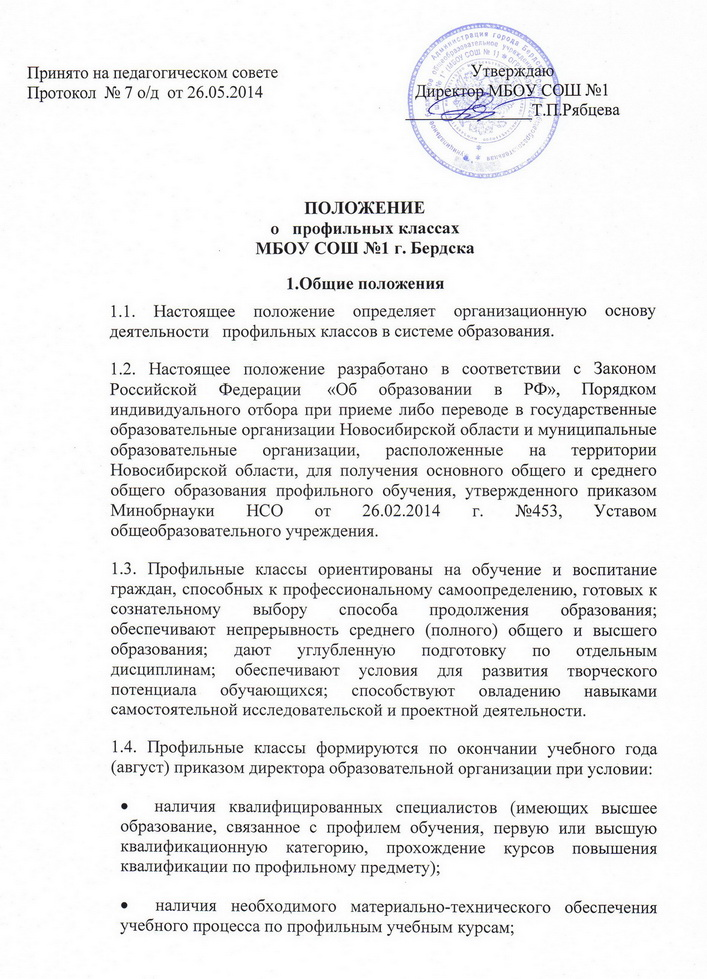 Принято на педагогическом совете
Протокол № 7 о/д от 26.05.2014
Утверждаю
Директор МБОУ СОШ №1
Т.П.Рябцева
ПОЛОЖЕНИЕ
о профильных классах
МБОУ СОШ №1 г. Бердска
1.Общие положения
1.1. Настоящее положение определяет организационную основу
деятельности профильных классов в системе образования.
1.2. Настоящее положение разработано в соответствии с Законом
Российской Федерации «Об образовании в РФ», Порядком
индивидуального отбора при приеме либо переводе в государственные
образовательные организации Новосибирской области и муниципальные
образовательные организации, расположенные на территории
Новосибирской области, для получения основного общего и среднего
общего образования профильного обучения, утвержденного приказом
Минобрнауки НСО от 26.02.2014 г. №453, Уставом
общеобразовательного учреждения.
1.3. Профильные классы ориентированы на обучение и воспитание
граждан, способных к профессиональному самоопределению, готовых к
сознательному выбору способа продолжения образования;
обеспечивают непрерывность среднего (полного) общего и высшего
образования; дают углубленную подготовку по отдельным
дисциплинам; обеспечивают условия для развития творческого
потенциала обучающихся; способствуют овладению навыками
самостоятельной исследовательской и проектной деятельности.
1.4. Профильные классы формируются по окончании учебного года
(август) приказом директора образовательной организации при условии:
• наличия квалифицированных специалистов (имеющих высшее
образование, связанное с профилем обучения, первую или высшую
квалификационную категорию, прохождение курсов повышения
квалификации по профильному предмету);
• наличия необходимого материально-технического обеспечения
учебного процесса по профильным учебным курсам;